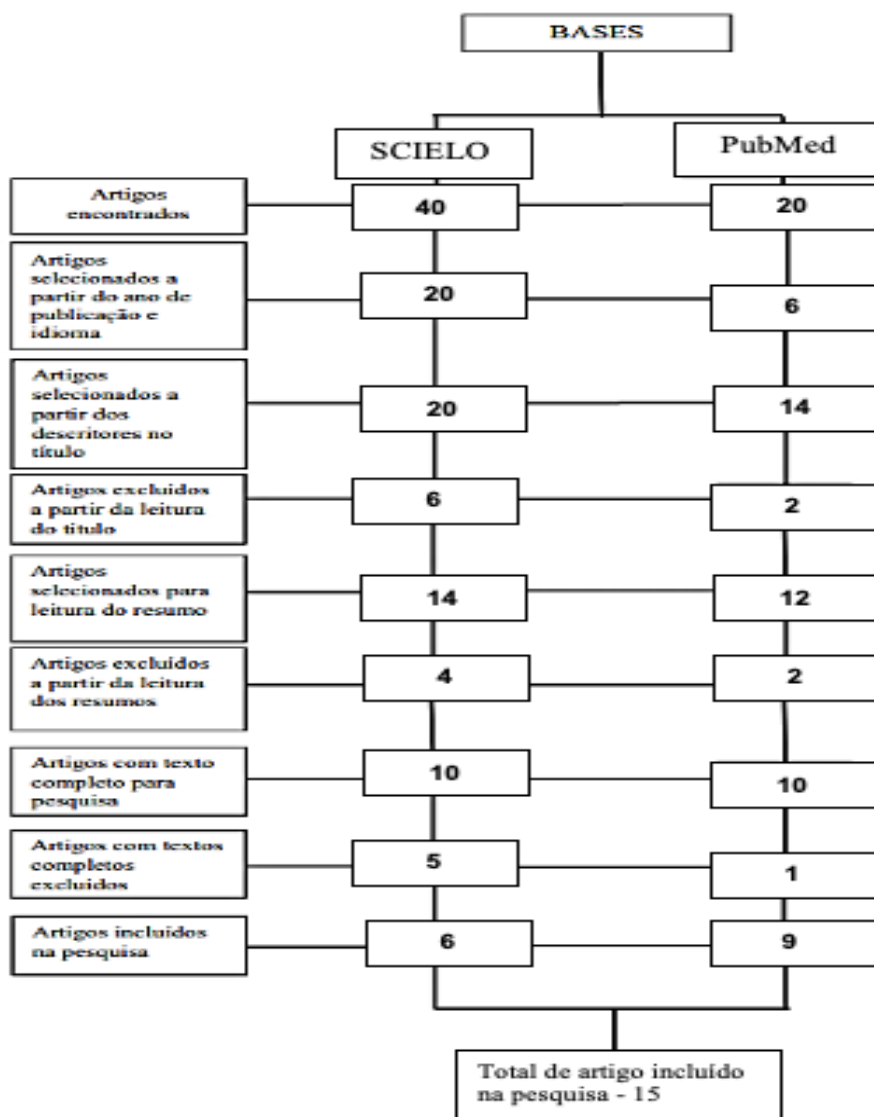 BASES
SCIELO
PubMed
Artigos
encontrados
40
20
Artigos
selecionados a
partir do ano de
publicação e
idioma
20
6
Artigos
selecionados a
partir dos
descritores no
título
20
14
Artigos excluídos
a partir da leitura
do titulo
6
2
Artigos
selecionados para
leitura do resumo
14
12
Artigos excluídos
a partir da leitura
dos resumos
4
2
Artigos com texto
completo para
pesquisa
10
10
Artigos com textos
completos
excluídos
5
1
Artigos incluídos
na pesquisa
6
9
Total de artigo incluído
na pesquisa - 15